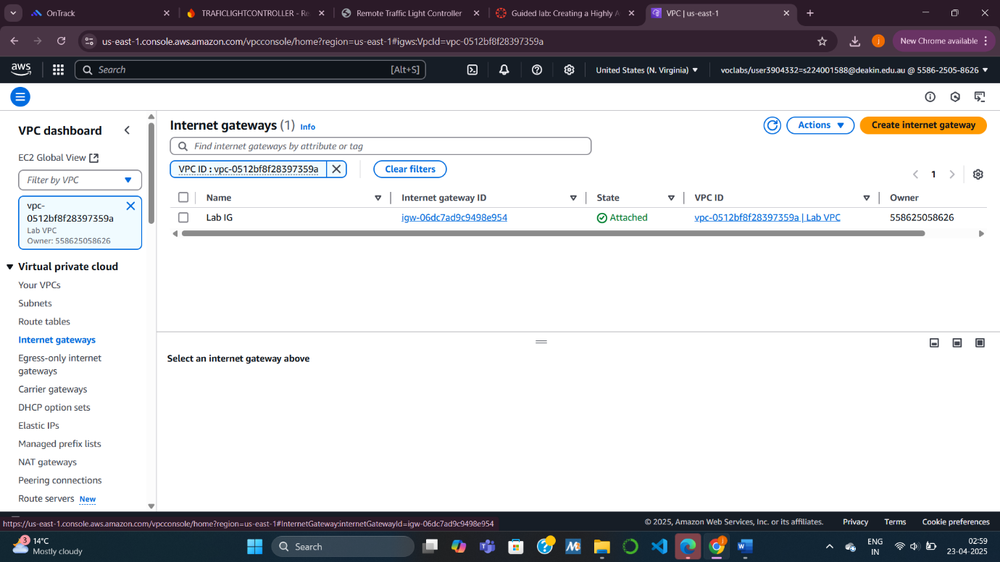 OnTrack
TRAFICLIGHTCONTROLLER - Re
Remote Traffic Light Controller
Guided lab: Creating a Highly A
VPC | us-east-1
us-east-1.console.aws.amazon.com/vpcconsole/home?region=us-east-1#igws:VpcId=vpc-0512bf8f28397359a
j
New Chrome available
aws
Search
[Alt+S]
United States (N. Virginia)
voclabs/user3904332=s224001588@deakin.edu.au @ 5586-2505-8626
VPC dashboard
EC2 Global View
Filter by VPC
vpc-
0512bf8f28397359a
Lab VPC
Owner: 558625058626
Virtual private cloud
Your VPCs
Subnets
Route tables
Internet gateways
Egress-only internet
gateways
Carrier gateways
DHCP option sets
Elastic IPs
Managed prefix lists
NAT gateways
Peering connections
Route servers New
Internet gateways (1) Info
Actions
Create internet gateway
Find internet gateways by attribute or tag
VPC ID : vpc-0512bf8f28397359a
Clear filters
1
Name Internet gateway ID State VPC ID Owner
Lab IG igw-06dc7ad9c9498e954 Attached vpc-0512bf8f28397359a | Lab VPC 558625058626
Select an internet gateway above
https://us-east-1.console.aws.amazon.com/vpcconsole/home?region=us-east-1#InternetGateway:internetGatewayId=igw-06dc7ad9c9498e954
© 2025, Amazon Web Services, Inc. or its affiliates. Privacy Terms Cookie preferences
3
14°C
Mostly cloudy
Search
j
ENG
IN
02:59
23-04-2025